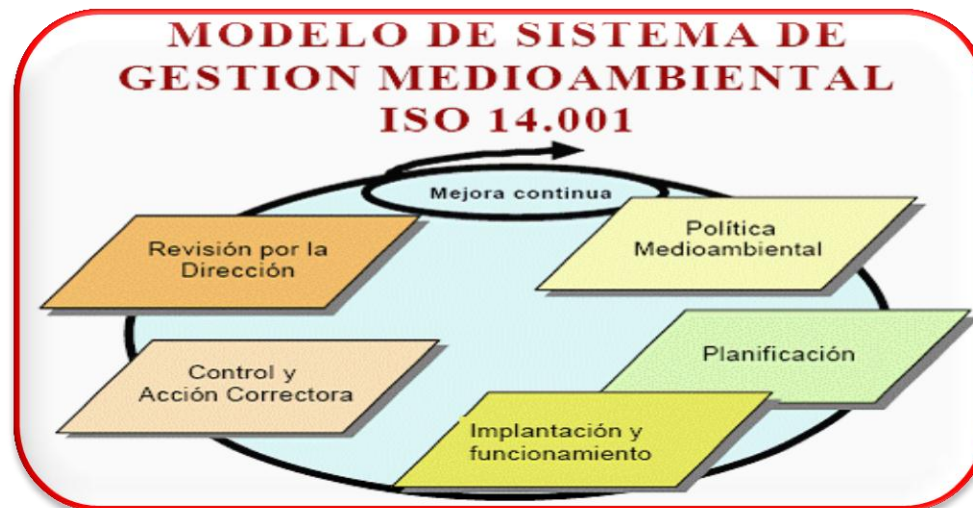 MODELO DE SISTEMA DE
GESTION MEDIOAMBIENTAL
ISO 14.001
Mejora continua
Política
Medioambiental
Planificación
Implantación y
funcionamiento
Control y
Acción Correctora
Revisión por la
Dirección